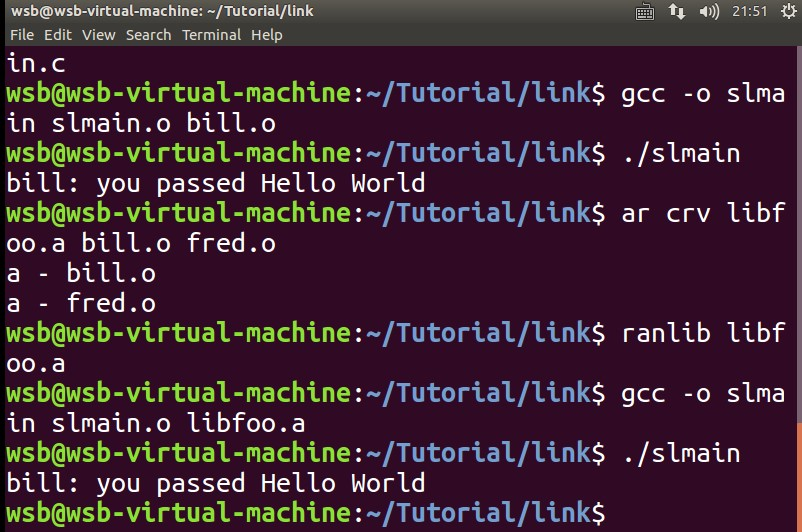 wsb@wsb-virtual-machine: ~/Tutorial/link
21:51
File Edit View Search Terminal Help
in.c
wsb@wsb-virtual-machine:~/Tutorial/link$ gcc -o slma
in slmain.o bill.o
wsb@wsb-virtual-machine:~/Tutorial/link$ ./slmain
bill: you passed Hello World
wsb@wsb-virtual-machine:~/Tutorial/link$ ar crv libf
oo.a bill.o fred.o
a - bill.o
a - fred.o
wsb@wsb-virtual-machine:~/Tutorial/link$ ranlib libf
oo.a
wsb@wsb-virtual-machine:~/Tutorial/link$ gcc -o slma
in slmain.o libfoo.a
wsb@wsb-virtual-machine:~/Tutorial/link$ ./slmain
bill: you passed Hello World
wsb@wsb-virtual-machine:~/Tutorial/link$